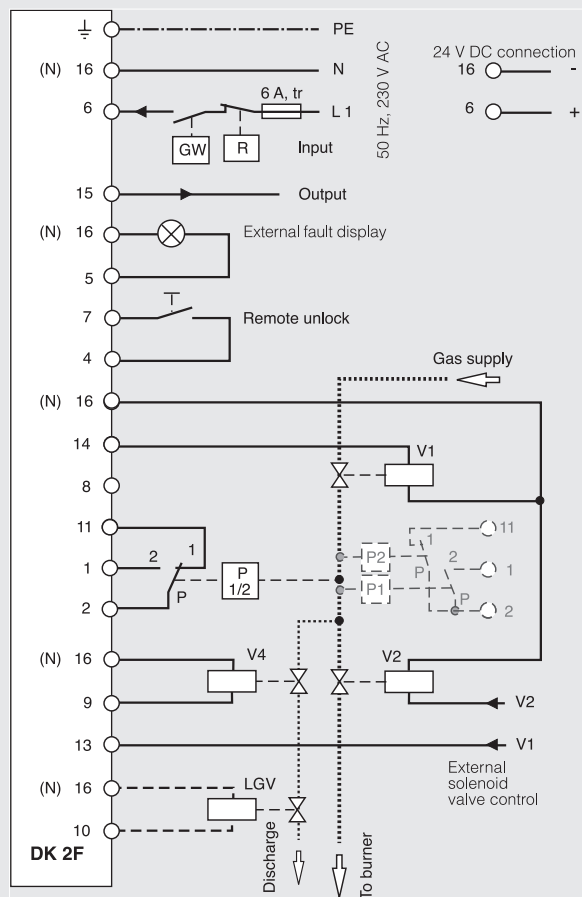 PE
(N) 16 N
24 V DC connection
16 -
6 A, tr
6 L 1
6 +
GW R Input
50 Hz, 230 V AC
15 Output
(N) 16 External fault display
5
7 Remote unlock
4
Gas supply
(N) 16
14 V1
8
11 1 1 11
1 2 P2 2 1
P 1/2 P
2 P P1 P 2
(N) 16 V4 V2
9 V2
13 V1
External
solenoid
valve control
(N) 16 LGV
10
DK 2F
Discharge
To burner